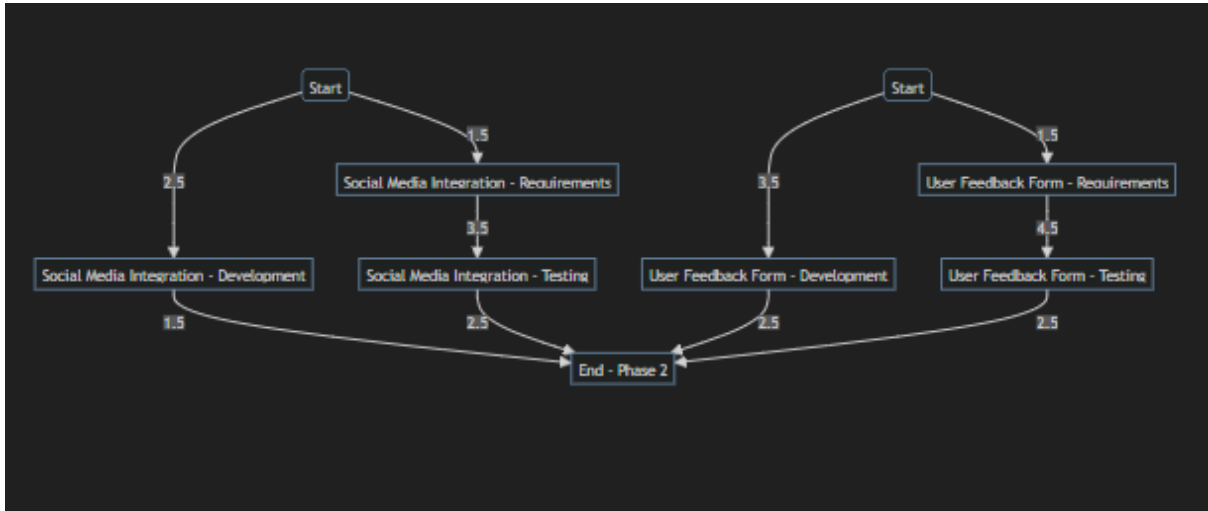 Start
Start
1.5
1.5
2.5
Social Media Integration - Requirements
3.5
User Feedback Form - Requirements
3.5
4.5
Social Media Integration - Development
Social Media Integration - Testing
User Feedback Form - Development
User Feedback Form - Testing
1.5
2.5
2.5
2.5
End - Phase 2